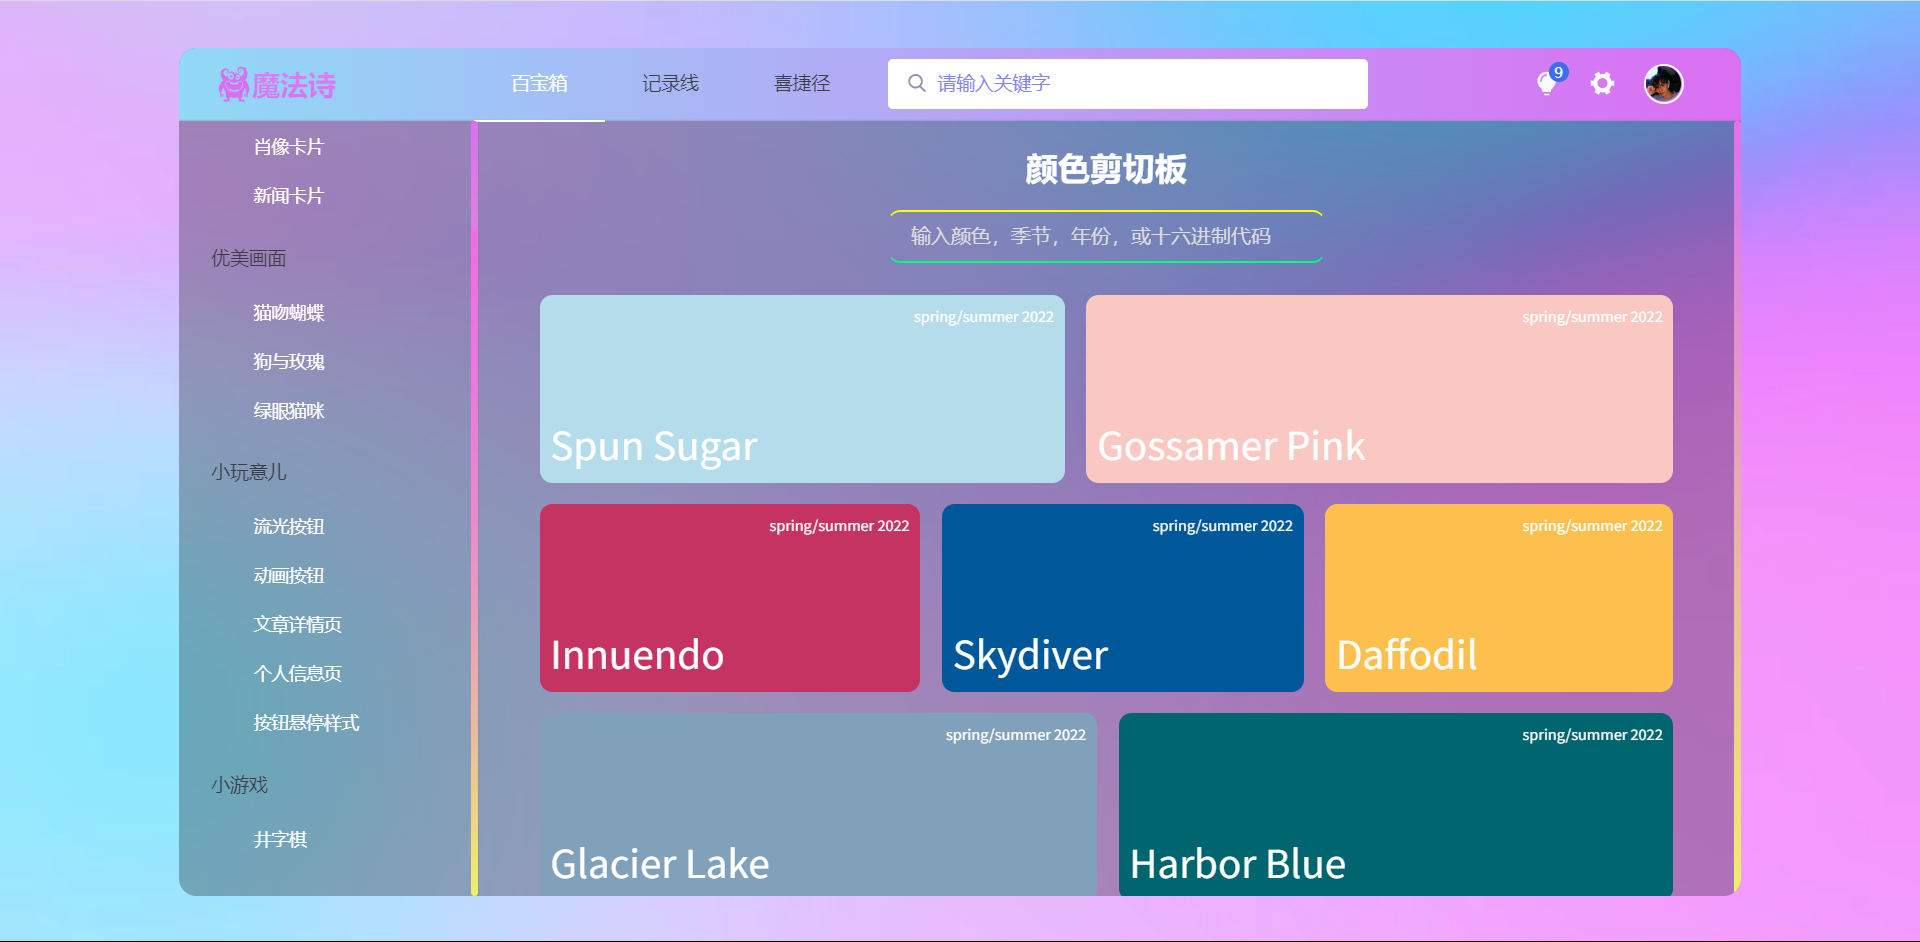 魔法诗
百宝箱
记录线
喜捷径
请输入关键字
9
肖像卡片
新闻卡片
优美画面
猫吻蝴蝶
狗与玫瑰
绿眼猫咪
小玩意儿
流光按钮
动画按钮
文章详情页
个人信息页
按钮悬停样式
小游戏
井字棋
颜色剪切板
输入颜色，季节，年份，或十六进制代码
spring/summer 2022
Spun Sugar
spring/summer 2022
Gossamer Pink
spring/summer 2022
Innuendo
spring/summer 2022
Skydiver
spring/summer 2022
Daffodil
spring/summer 2022
Glacier Lake
spring/summer 2022
Harbor Blue